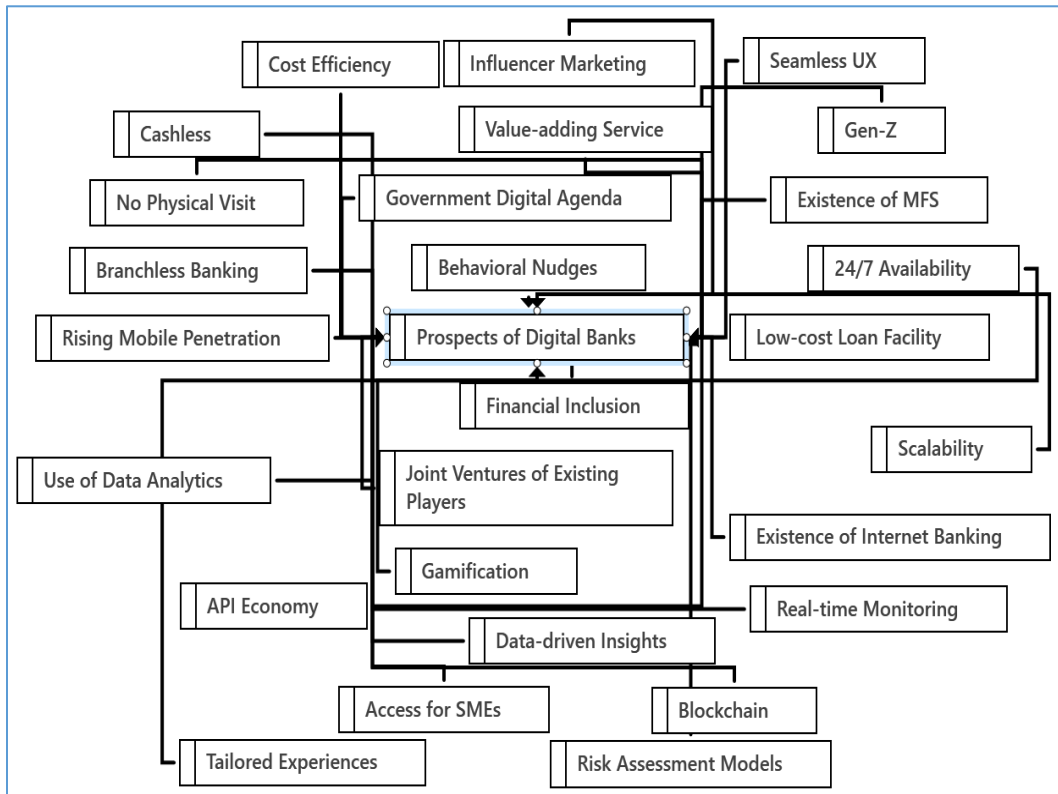 Cost Efficiency
Influencer Marketing
Seamless UX
Cashless
Value-adding Service
Gen-Z
No Physical Visit
Government Digital Agenda
Existence of MFS
Branchless Banking
Behavioral Nudges
24/7 Availability
Rising Mobile Penetration
Prospects of Digital Banks
Low-cost Loan Facility
Financial Inclusion
Scalability
Use of Data Analytics
Joint Ventures of Existing
Players
Existence of Internet Banking
Gamification
API Economy
Real-time Monitoring
Data-driven Insights
Access for SMEs
Blockchain
Tailored Experiences
Risk Assessment Models